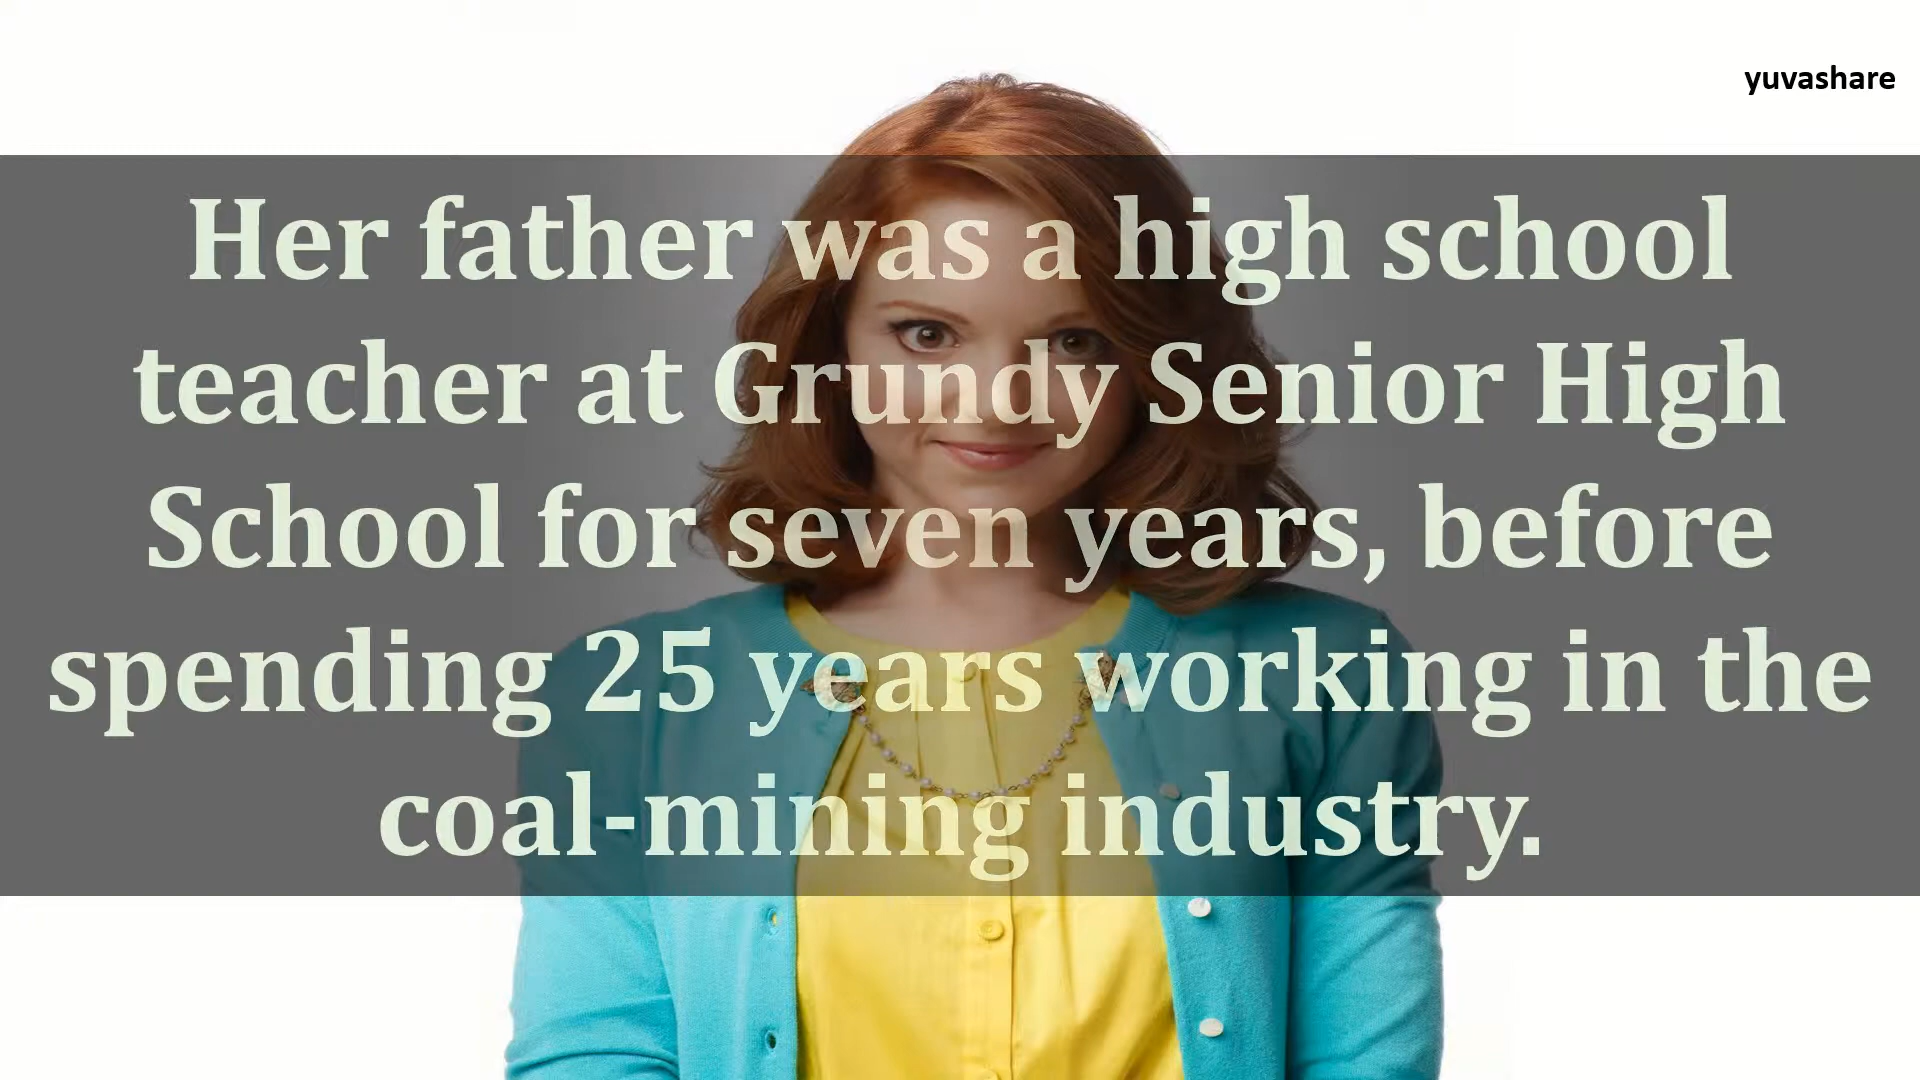 yuvashare
Her father was a high school
teacher at Grundy Senior High
School for seven years, before
spending 25 years working in the
coal-mining industry.